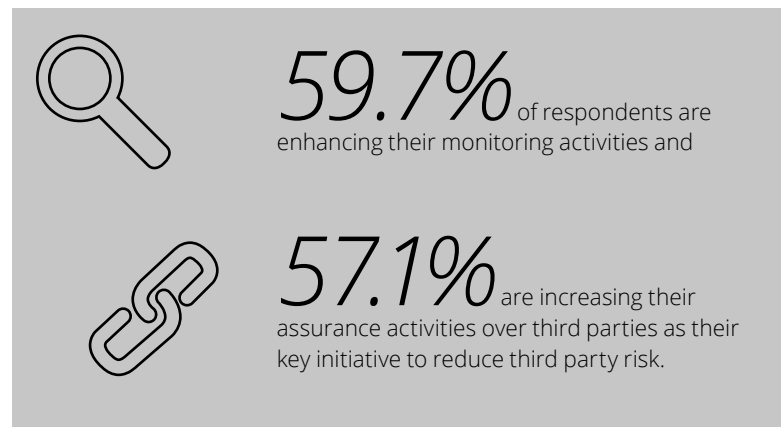 59.7% of respondents are
enhancing their monitoring activities and
57.1% are increasing their
assurance activities over third parties as their
key initiative to reduce third party risk.